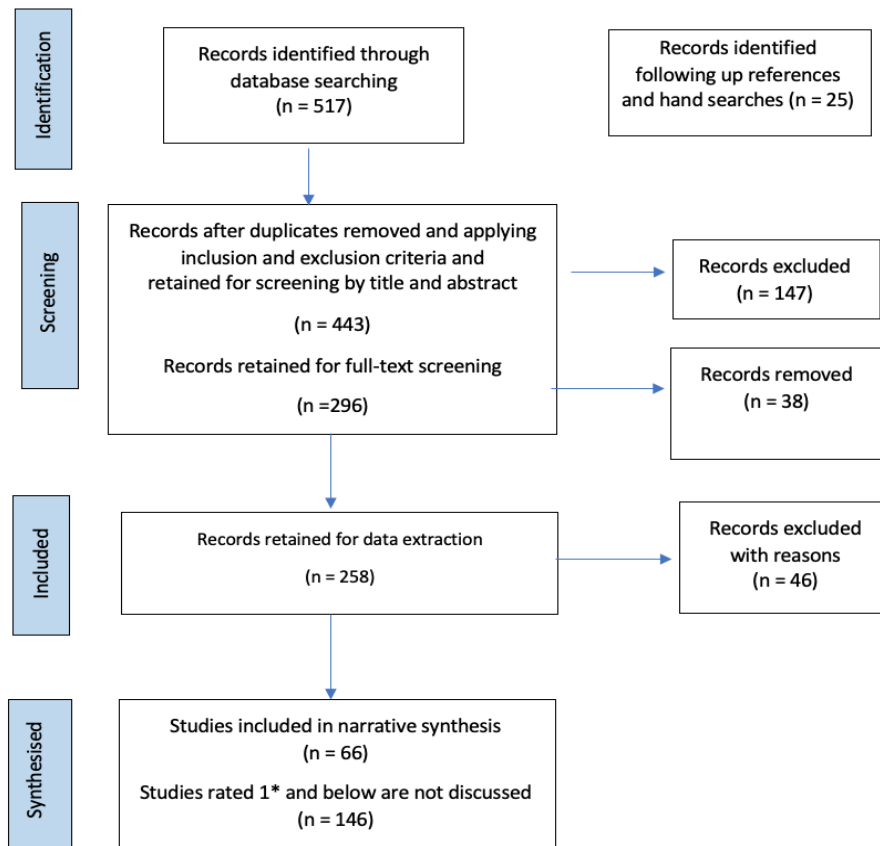 Identification
Records identified through
database searching
(n = 517)
Records identified
following up references
and hand searches (n = 25)
Screening
Records after duplicates removed and applying
inclusion and exclusion criteria and
retained for screening by title and abstract
(n = 443)
Records retained for full-text screening
(n =296)
Records excluded
(n = 147)
Records removed
(n = 38)
Included
Records retained for data extraction
(n = 258)
Records excluded
with reasons
(n = 46)
Synthesised
Studies included in narrative synthesis
(n = 66)
Studies rated 1* and below are not discussed
(n = 146)